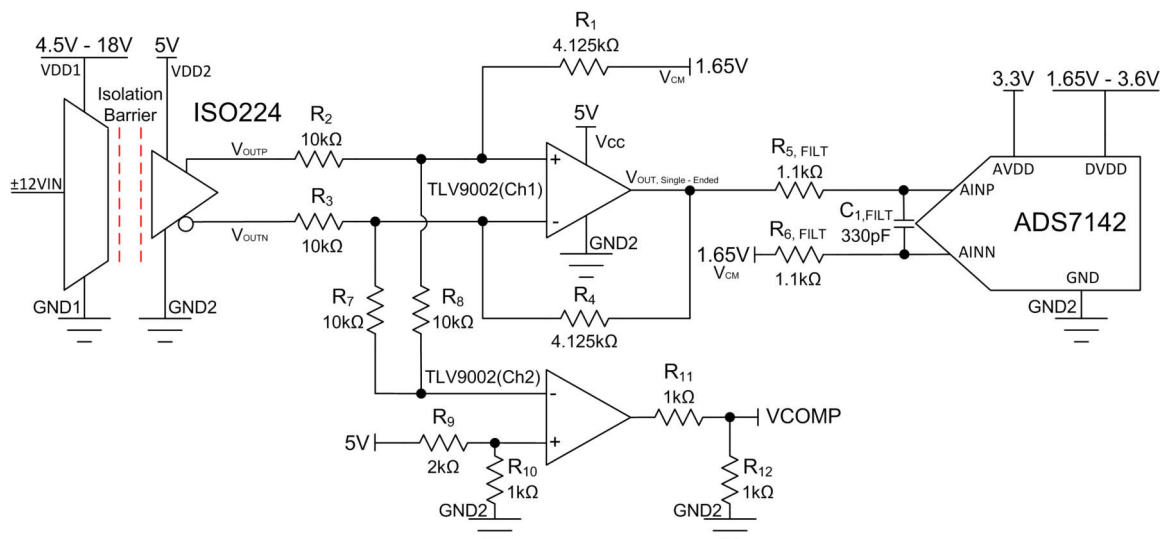 4.5V - 18V
VDD1
5V
VDD2
Isolation
Barrier
ISO224
±12VIN
GND1
GND2
VOUTP
VOUTN
R2
10kΩ
R3
10kΩ
R1
4.125kΩ
VCM
1.65V
5V
Vcc
+
-
TLV9002(Ch1)
GND2
VOUT, Single - Ended
R4
4.125kΩ
R7
10kΩ
R8
10kΩ
R5, FILT
1.1kΩ
C1,FILT
330pF
R6, FILT
1.1kΩ
1.65V
VCM
3.3V
1.65V - 3.6V
AVDD
DVDD
AINP
ADS7142
AINN
GND
GND2
TLV9002(Ch2)
-
+
5V
R9
2kΩ
R10
1kΩ
GND2
R11
1kΩ
VCOMP
R12
1kΩ
GND2